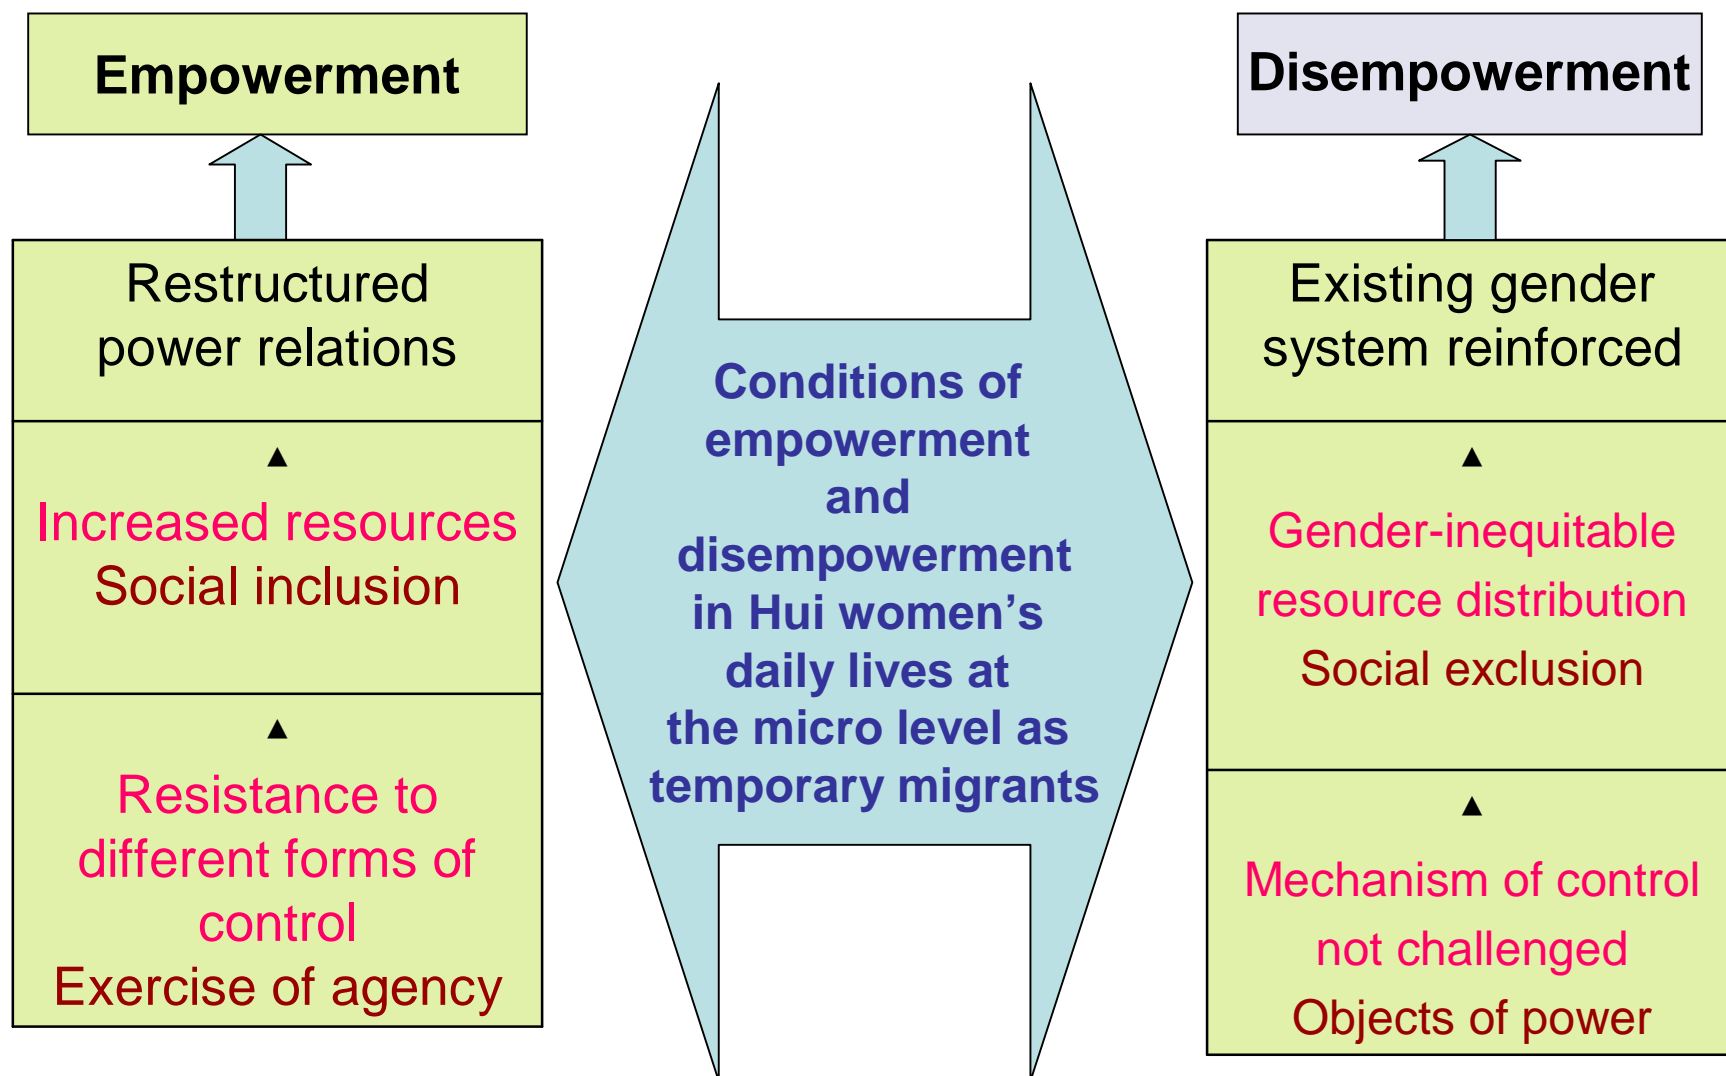 Empowerment
Restructured
power relations
▲
Increased resources
Social inclusion
▲
Resistance to
different forms of
control
Exercise of agency
Conditions of
empowerment
and
disempowerment
in Hui women’s
daily lives at
the micro level as
temporary migrants
Disempowerment
Existing gender
system reinforced
▲
Gender-inequitable
resource distribution
Social exclusion
▲
Mechanism of control
not challenged
Objects of power